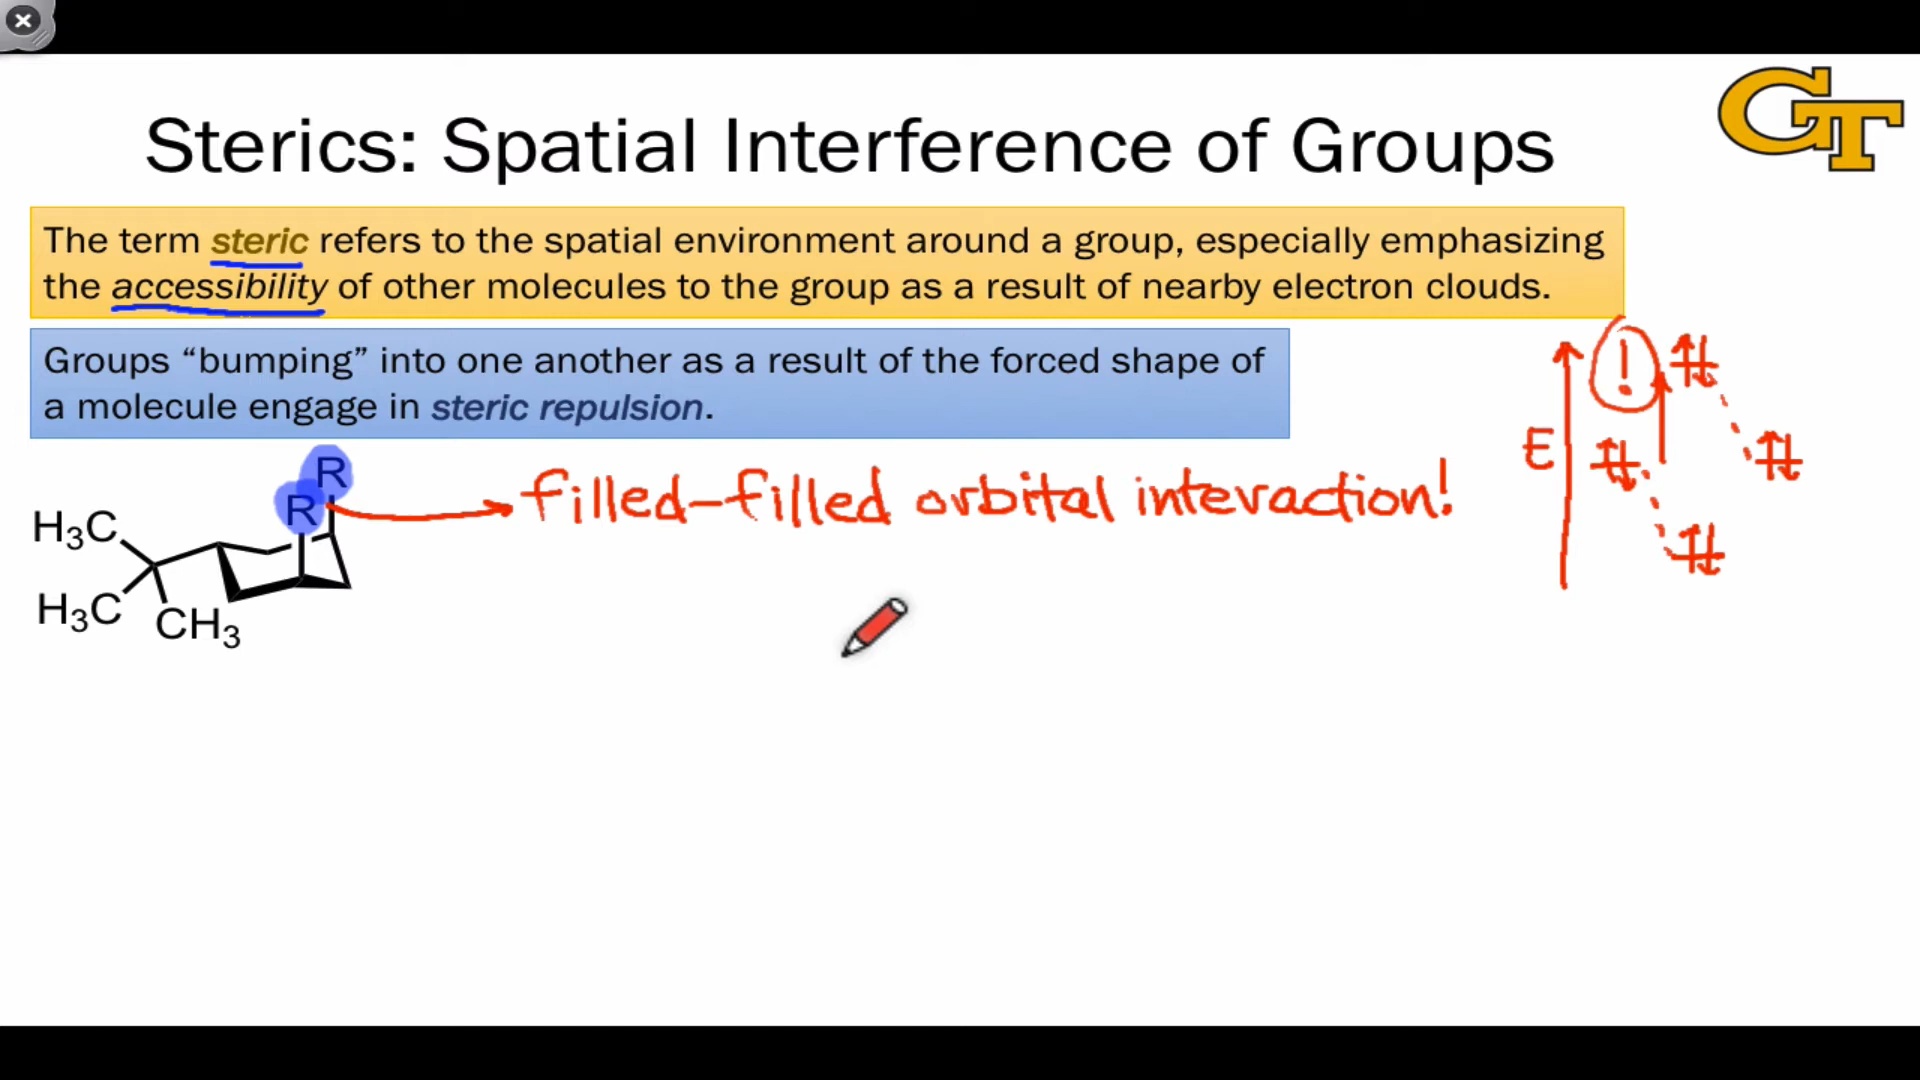 GT
Sterics: Spatial Interference of Groups
The term steric refers to the spatial environment around a group, especially emphasizing
the accessibility of other molecules to the group as a result of nearby electron clouds.
Groups “bumping” into one another as a result of the forced shape of
a molecule engage in steric repulsion.
!
E
R
R
filled-filled orbital interaction!
H₃C
H₃C
CH₃